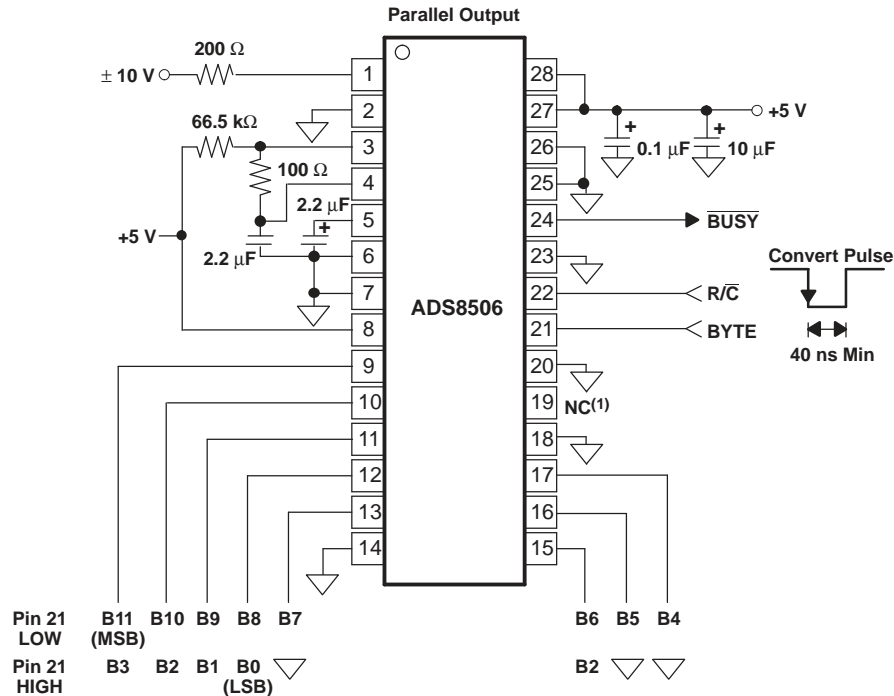 Parallel Output
200 Ω
± 10 V
66.5 kΩ
100 Ω
2.2 µF
+5 V
2.2 µF
1
2
3
4
5
6
7
8
9
10
11
12
13
14
ADS8506
28
27
26
25
24
23
22
21
20
19
18
17
16
15
+5 V
+
0.1 µF
+
10 µF
+
BUSY
Convert Pulse
R/C
BYTE
40 ns Min
NC(1)
Pin 21 LOW
B11 (MSB)
B10
B9
B8
B7
B6
B5
B4
Pin 21 HIGH
B3
B2
B1
B0 (LSB)
B2